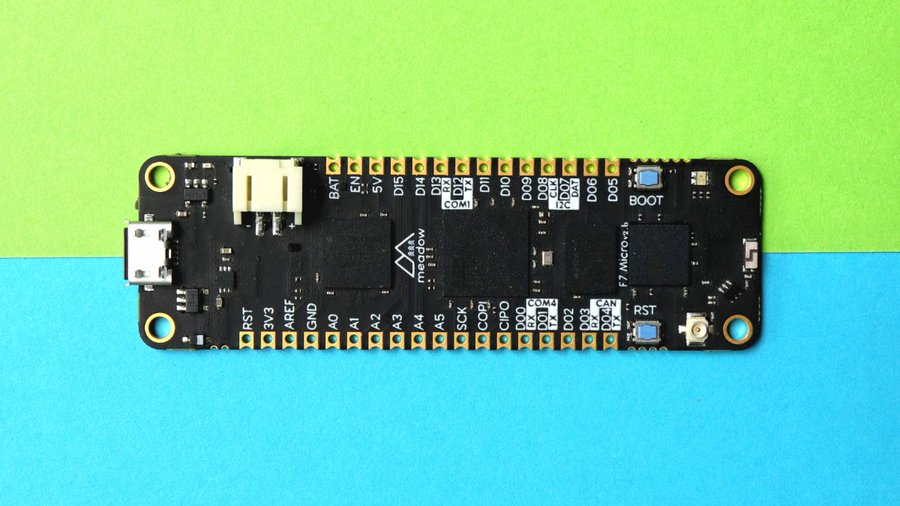 BAT EN 5V D15 D14 D13 D12 D11 D10 D09 D08 D07 D06 D05
RX TX CLK DAT
COM1 I2C
BOOT
meadow
F7 Micro v2.b
RST
RST 3V3 AREF GND A0 A1 A2 A3 A4 A5 SCK COPI CIPO D00 D01 D02 D03 D04
COM4 CAN
RX TX RX TX